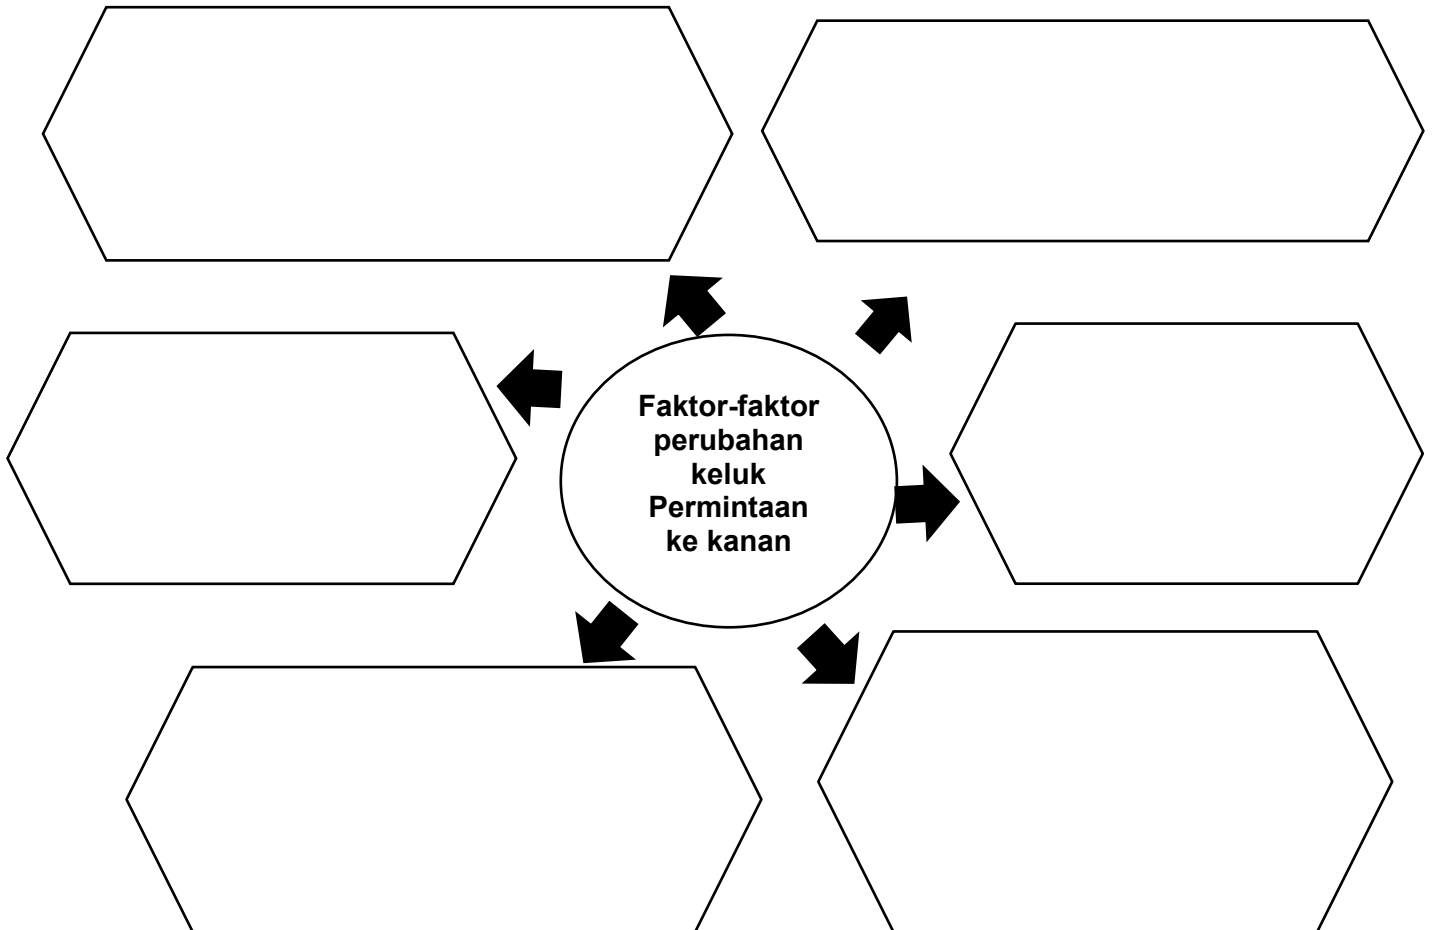 Faktor-faktor
perubahan
keluk
Permintaan
ke kanan